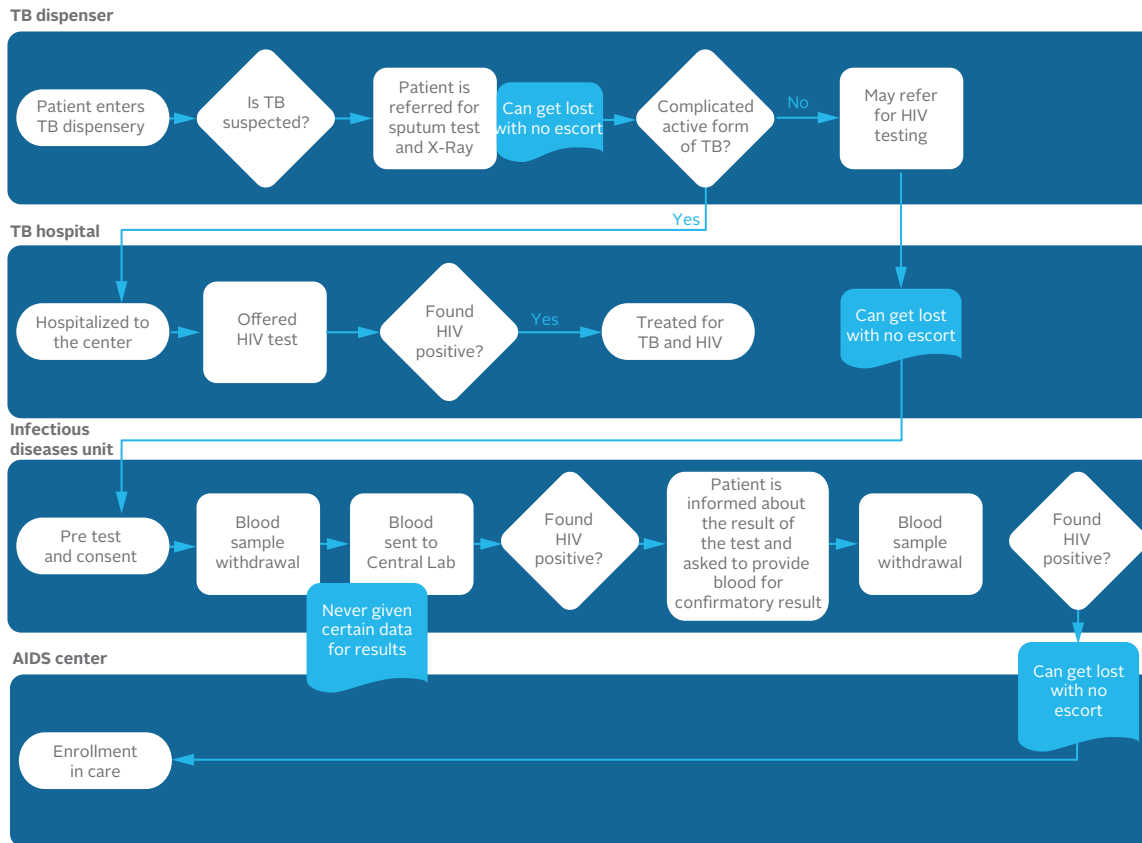 TB dispenser
Patient enters
TB dispensery
Is TB
suspected?
Patient is
referred for
sputum test
and X-Ray
Can get lost
with no escort
Complicated
active form
of TB?
No
May refer
for HIV
testing
Yes
TB hospital
Hospitalized to
the center
Offered
HIV test
Found
HIV
positive?
Yes
Treated for
TB and HIV
Can get lost
with no escort
Infectious
diseases unit
Pre test
and consent
Blood
sample
withdrawal
Blood
sent to
Central Lab
Never given
certain data
for results
Found
HIV
positive?
Patient is
informed about
the result of
the test and
asked to provide
blood for
confirmatory result
Blood
sample
withdrawal
Found
HIV
positive?
AIDS center
Can get lost
with no
escort
Enrollment
in care